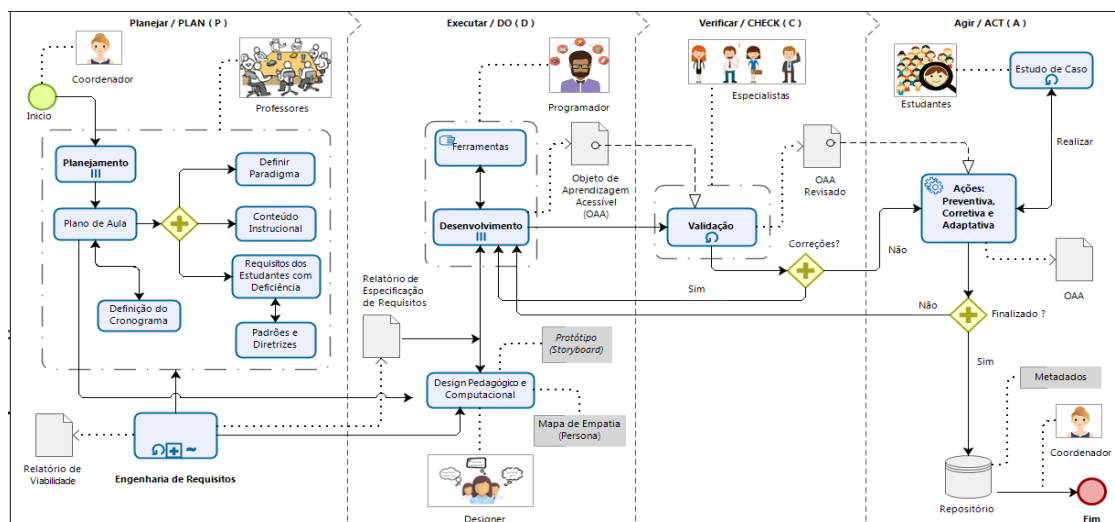 Planejar / PLAN ( P )
Executar / DO ( D )
Verificar / CHECK ( C )
Agir / ACT ( A )
Coordenador
Inicio
Professores
Planejamento
Plano de Aula
Definição do
Cronograma
Definir
Paradigma
Conteúdo
Instrucional
Requisitos dos
Estudantes com
Deficiência
Padrões e
Diretrizes
Relatório de
Viabilidade
Engenharia de Requisitos
Programador
Ferramentas
Objeto de
Aprendizagem
Acessível
(OAA)
Desenvolvimento
Relatório de
Especificação
de Requisitos
Protótipo
(Storyboard)
Design Pedagógico e
Computacional
Mapa de Empatia
(Persona)
Designer
Especialistas
OAA
Revisado
Validação
Correções?
Sim
Não
Estudantes
Estudo de Caso
Realizar
Ações:
Preventiva,
Corretiva e
Adaptativa
OAA
Não
Finalizado ?
Sim
Metadados
Coordenador
Repositório
Fim